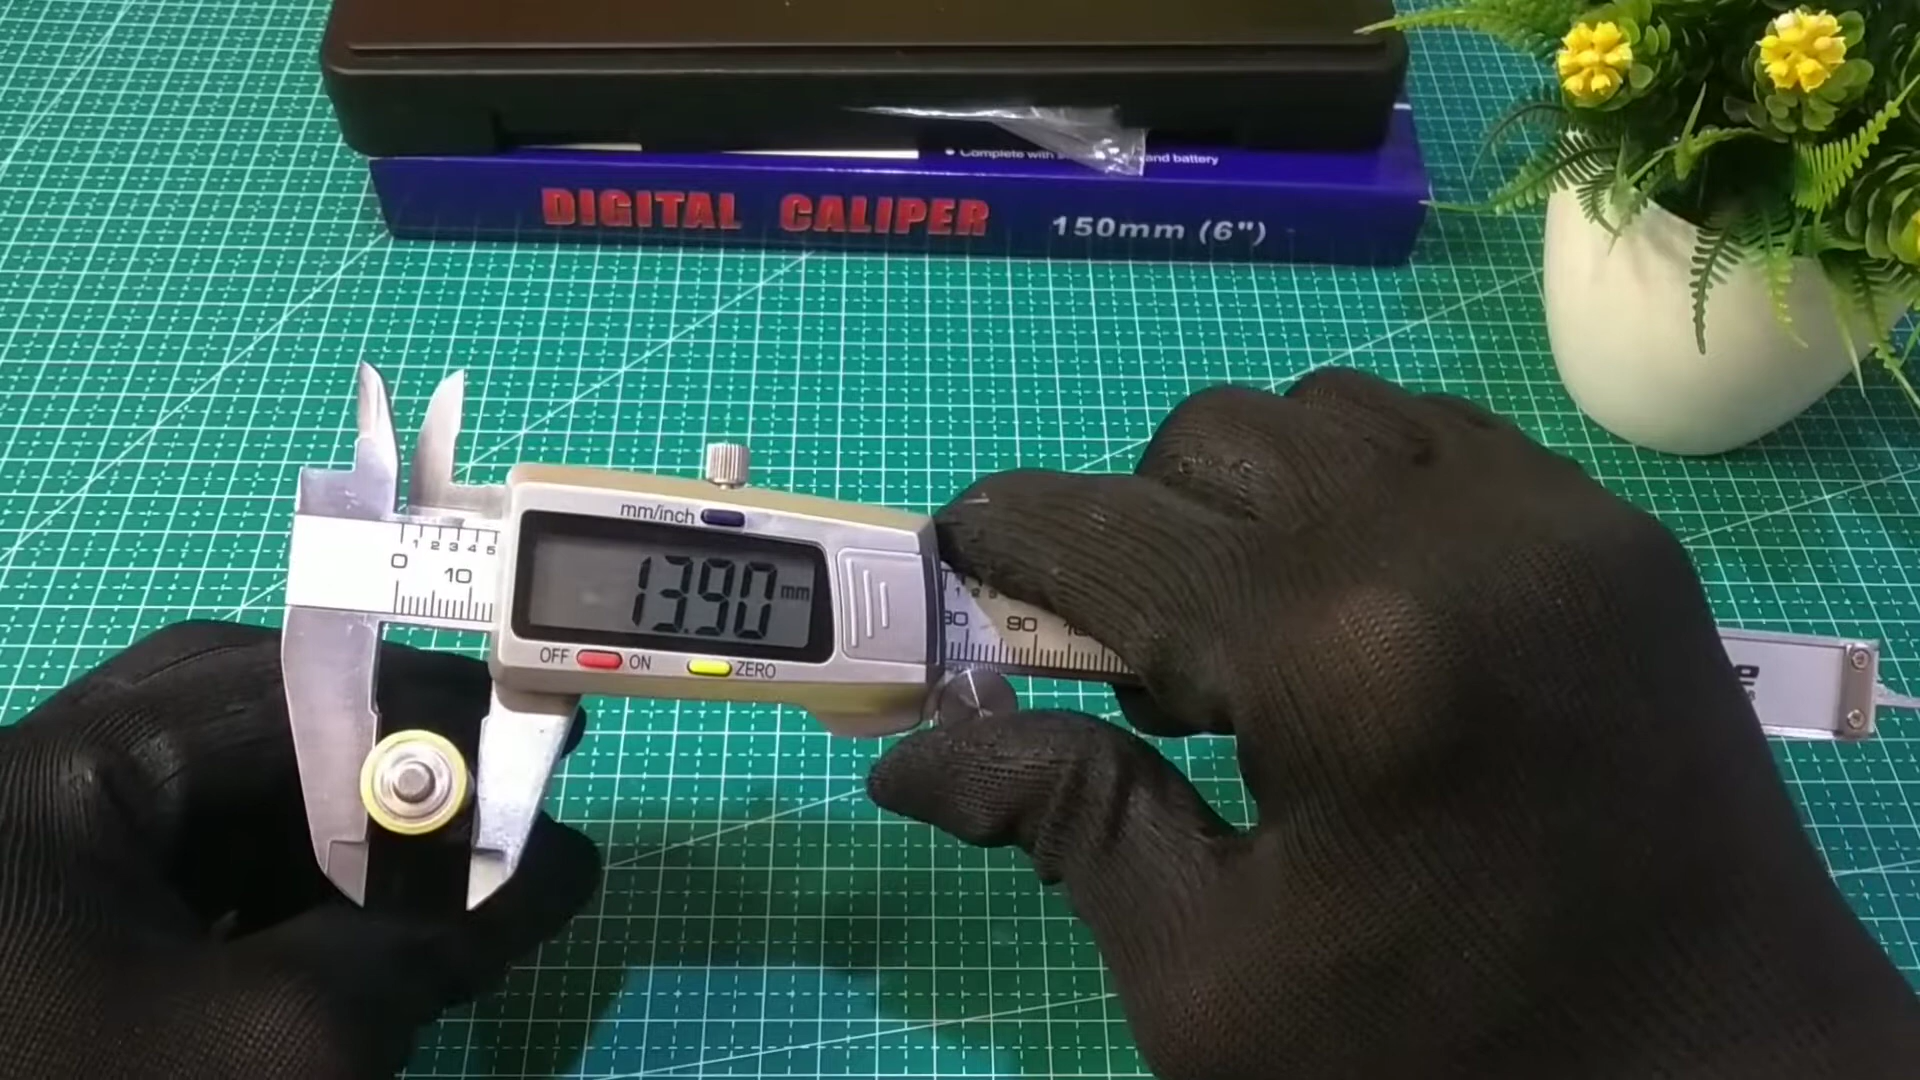 • Complete with
and battery
DIGITAL CALIPER 150mm (6")
mm/inch
1 2 3 4 5
0 10
13.90 mm
OFF ON ZERO
90